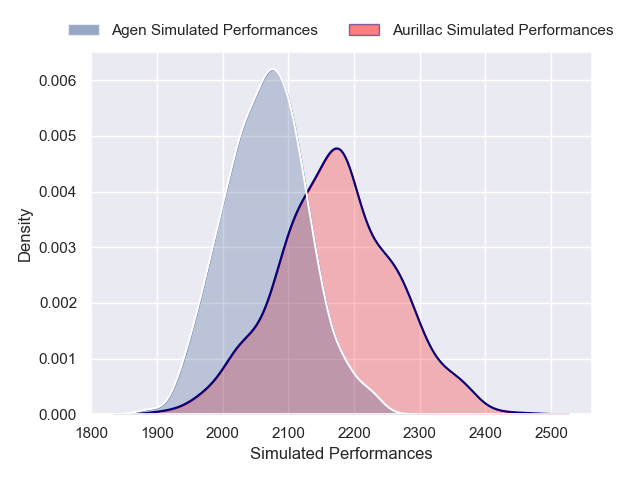 Agen Simulated Performances
Aurillac Simulated Performances
0.006
0.005
0.004
0.003
0.002
0.001
0.000
Density
1800 1900 2000 2100 2200 2300 2400 2500
Simulated Performances